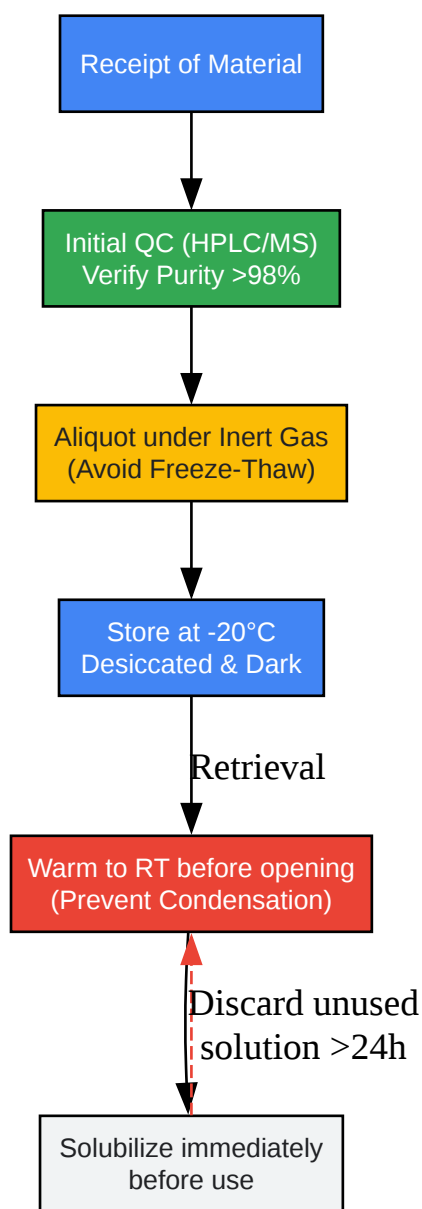 Receipt of Material
Initial QC (HPLC/MS)
Verify Purity >98%
Aliquot under Inert Gas
(Avoid Freeze-Thaw)
Store at -20°C
Desiccated & Dark
Retrieval
Warm to RT before opening
(Prevent Condensation)
Discard unused
solution >24h
Solubilize immediately
before use